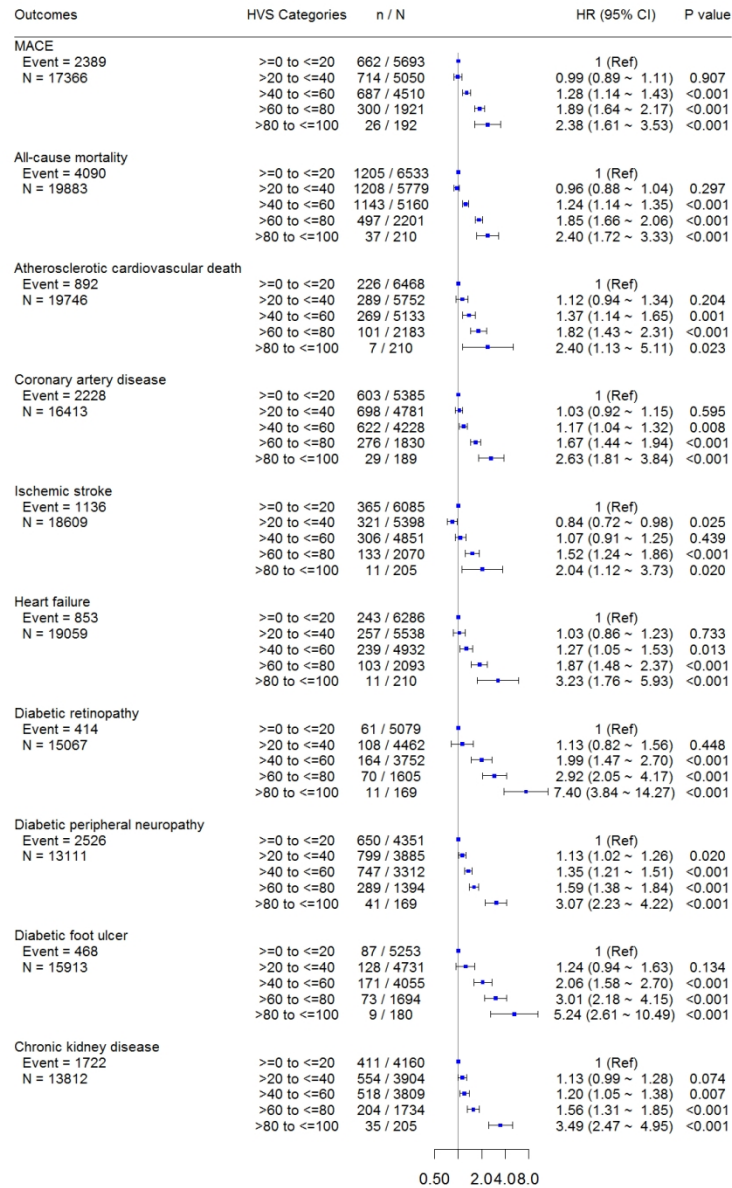 Outcomes HVS Categories n / N HR (95% CI) P value
MACE
Event = 2389 >=0 to <=20 662 / 5693 1 (Ref)
N = 17366 >20 to <=40 714 / 5050 0.99 (0.89 ~ 1.11) 0.907
>40 to <=60 687 / 4510 1.28 (1.14 ~ 1.43) <0.001
>60 to <=80 300 / 1921 1.89 (1.64 ~ 2.17) <0.001
>80 to <=100 26 / 192 2.38 (1.61 ~ 3.53) <0.001
All-cause mortality
Event = 4090 >=0 to <=20 1205 / 6533 1 (Ref)
N = 19883 >20 to <=40 1208 / 5779 0.96 (0.88 ~ 1.04) 0.297
>40 to <=60 1143 / 5160 1.24 (1.14 ~ 1.35) <0.001
>60 to <=80 497 / 2201 1.85 (1.66 ~ 2.06) <0.001
>80 to <=100 37 / 210 2.40 (1.72 ~ 3.33) <0.001
Atherosclerotic cardiovascular death
Event = 892 >=0 to <=20 226 / 6468 1 (Ref)
N = 19746 >20 to <=40 289 / 5752 1.12 (0.94 ~ 1.34) 0.204
>40 to <=60 269 / 5133 1.37 (1.14 ~ 1.65) 0.001
>60 to <=80 101 / 2183 1.82 (1.43 ~ 2.31) <0.001
>80 to <=100 7 / 210 2.40 (1.13 ~ 5.11) 0.023
Coronary artery disease
Event = 2228 >=0 to <=20 603 / 5385 1 (Ref)
N = 16413 >20 to <=40 698 / 4781 1.03 (0.92 ~ 1.15) 0.595
>40 to <=60 622 / 4228 1.17 (1.04 ~ 1.32) 0.008
>60 to <=80 276 / 1830 1.67 (1.44 ~ 1.94) <0.001
>80 to <=100 29 / 189 2.63 (1.81 ~ 3.84) <0.001
Ischemic stroke
Event = 1136 >=0 to <=20 365 / 6085 1 (Ref)
N = 18609 >20 to <=40 321 / 5398 0.84 (0.72 ~ 0.98) 0.025
>40 to <=60 306 / 4851 1.07 (0.91 ~ 1.25) 0.439
>60 to <=80 133 / 2070 1.52 (1.24 ~ 1.86) <0.001
>80 to <=100 11 / 205 2.04 (1.12 ~ 3.73) 0.020
Heart failure
Event = 853 >=0 to <=20 243 / 6286 1 (Ref)
N = 19059 >20 to <=40 257 / 5538 1.03 (0.86 ~ 1.23) 0.733
>40 to <=60 239 / 4932 1.27 (1.05 ~ 1.53) 0.013
>60 to <=80 103 / 2093 1.87 (1.48 ~ 2.37) <0.001
>80 to <=100 11 / 210 3.23 (1.76 ~ 5.93) <0.001
Diabetic retinopathy
Event = 414 >=0 to <=20 61 / 5079 1 (Ref)
N = 15067 >20 to <=40 108 / 4462 1.13 (0.82 ~ 1.56) 0.448
>40 to <=60 164 / 3752 1.99 (1.47 ~ 2.70) <0.001
>60 to <=80 70 / 1605 2.92 (2.05 ~ 4.17) <0.001
>80 to <=100 11 / 169 7.40 (3.84 ~ 14.27) <0.001
Diabetic peripheral neuropathy
Event = 2526 >=0 to <=20 650 / 4351 1 (Ref)
N = 13111 >20 to <=40 799 / 3885 1.13 (1.02 ~ 1.26) 0.020
>40 to <=60 747 / 3312 1.35 (1.21 ~ 1.51) <0.001
>60 to <=80 289 / 1394 1.59 (1.38 ~ 1.84) <0.001
>80 to <=100 41 / 169 3.07 (2.23 ~ 4.22) <0.001
Diabetic foot ulcer
Event = 468 >=0 to <=20 87 / 5253 1 (Ref)
N = 15913 >20 to <=40 128 / 4731 1.24 (0.94 ~ 1.63) 0.134
>40 to <=60 171 / 4055 2.06 (1.58 ~ 2.70) <0.001
>60 to <=80 73 / 1694 3.01 (2.18 ~ 4.15) <0.001
>80 to <=100 9 / 180 5.24 (2.61 ~ 10.49) <0.001
Chronic kidney disease
Event = 1722 >=0 to <=20 411 / 4160 1 (Ref)
N = 13812 >20 to <=40 554 / 3904 1.13 (0.99 ~ 1.28) 0.074
>40 to <=60 518 / 3809 1.20 (1.05 ~ 1.38) 0.007
>60 to <=80 204 / 1734 1.56 (1.31 ~ 1.85) <0.001
>80 to <=100 35 / 205 3.49 (2.47 ~ 4.95) <0.001
0.50 2.04.08.0